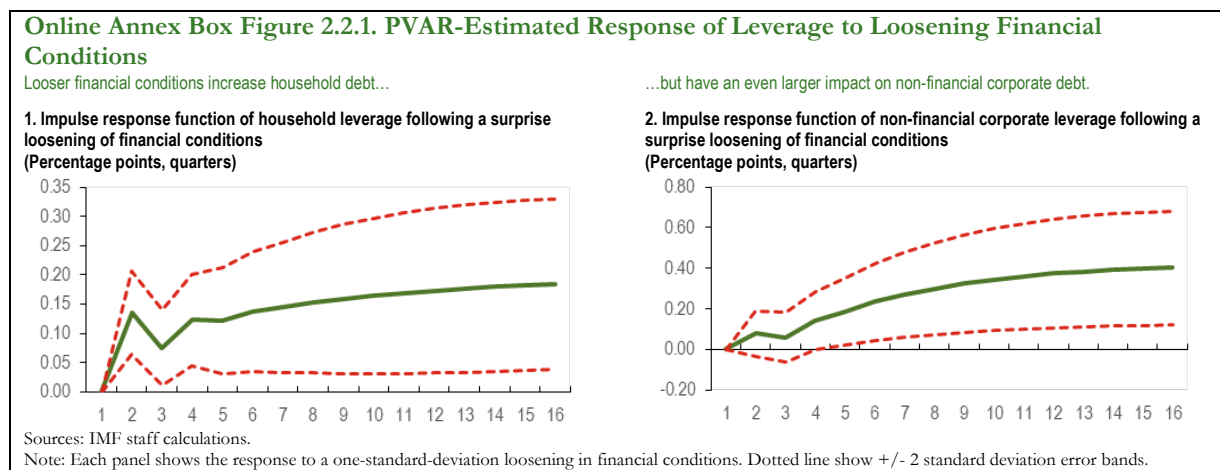 Online Annex Box Figure 2.2.1. PVAR-Estimated Response of Leverage to Loosening Financial
Conditions
Looser financial conditions increase household debt…
…but have an even larger impact on non-financial corporate debt.
1. Impulse response function of household leverage following a surprise
loosening of financial conditions
(Percentage points, quarters)
0.35
0.30
0.25
0.20
0.15
0.10
0.05
0.00
1 2 3 4 5 6 7 8 9 10 11 12 13 14 15 16
2. Impulse response function of non-financial corporate leverage following a
surprise loosening of financial conditions
(Percentage points, quarters)
0.80
0.60
0.40
0.20
0.00
-0.20
1 2 3 4 5 6 7 8 9 10 11 12 13 14 15 16
Sources: IMF staff calculations.
Note: Each panel shows the response to a one-standard-deviation loosening in financial conditions. Dotted line show +/- 2 standard deviation error bands.